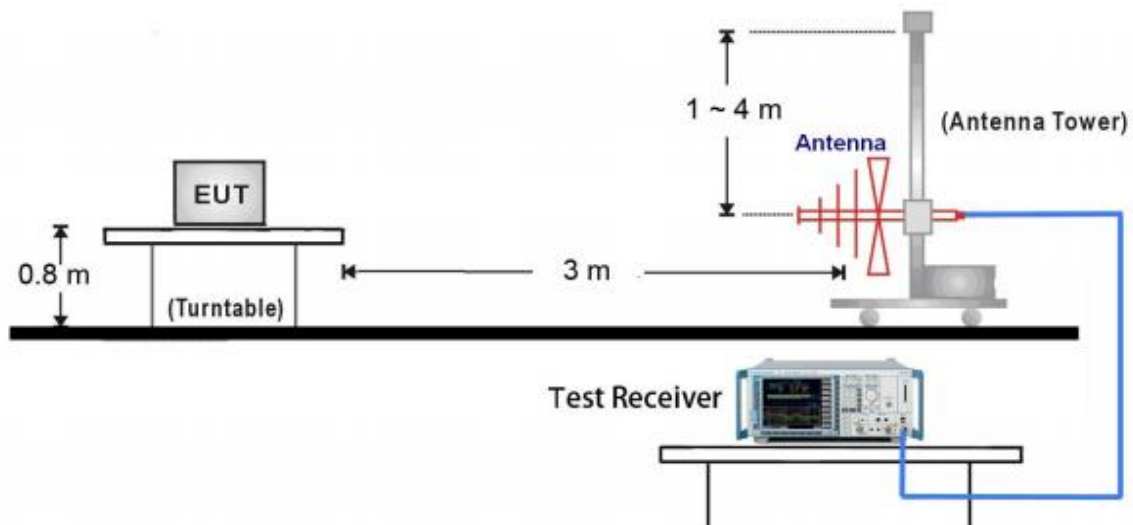 1 ~ 4 m
(Antenna Tower)
Antenna
EUT
0.8 m
3 m
(Turntable)
Test Receiver